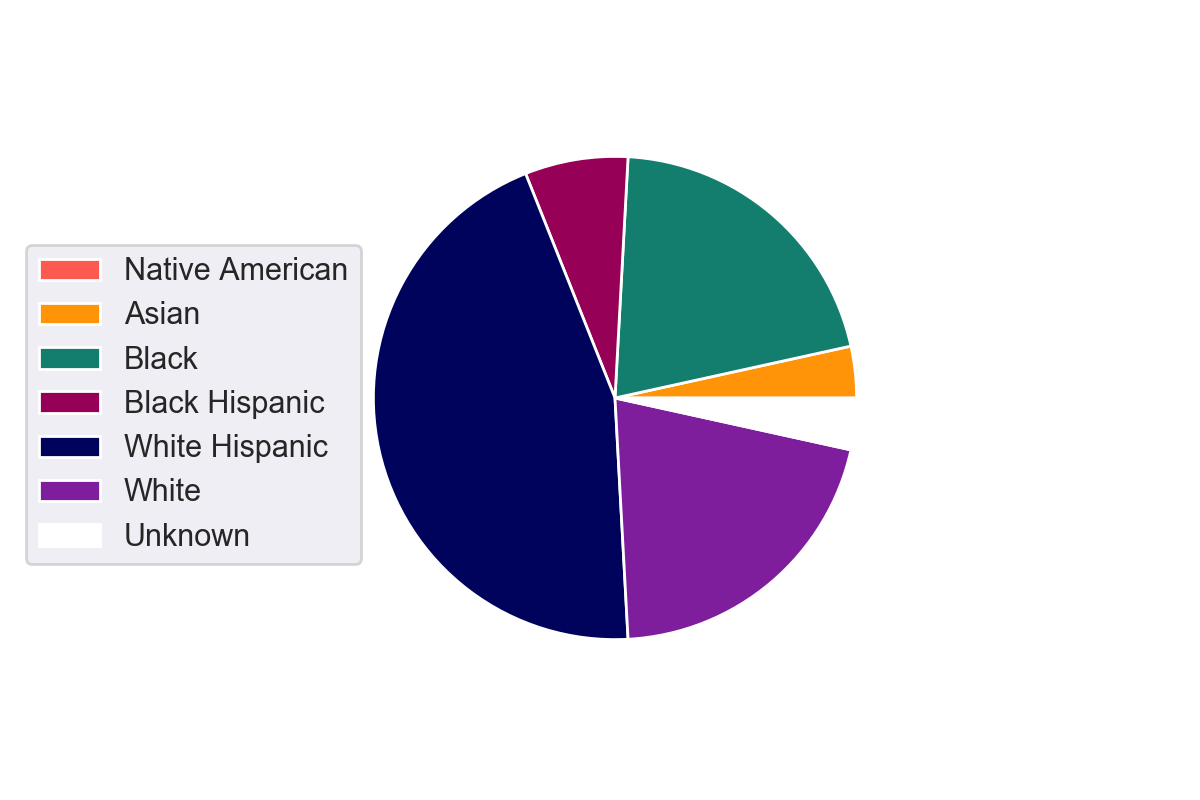 Native American
Asian
Black
Black Hispanic
White Hispanic
White
Unknown